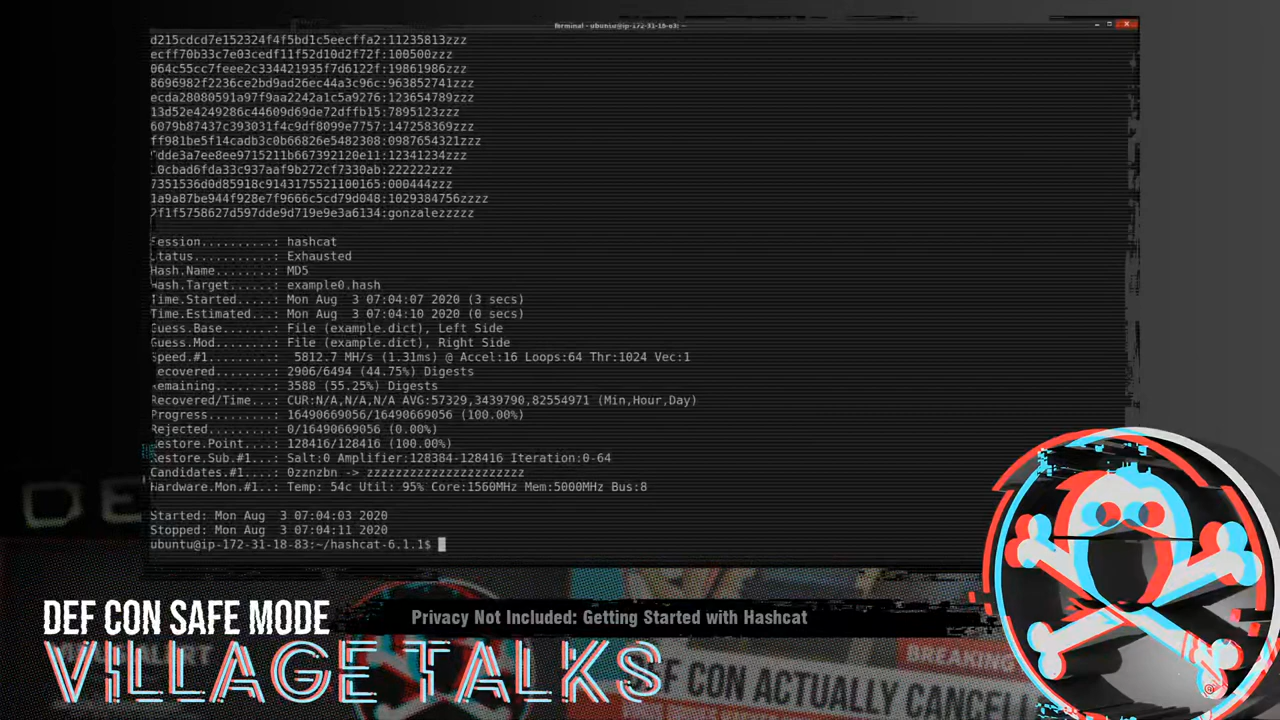 Terminal - ubuntu@ip-172-31-18-83: ~
d215cdcd7e152324f4f5bd1c5eecffa2:11235813zzz
ecff70b33c7e03cedf11f52d10d2f72f:100500zzz
064c55cc7feee2c334421935f7d6122f:19861986zzz
8696982f2236ce2bd9ad26ec44a3c96c:963852741zzz
ecda28080591a97f9aa2242a1c5a9276:123654789zzz
13d52e4249286c44609d69de72dffb15:7895123zzz
6079b87437c393031f4c9df8099e7757:147258369zzz
ff981be5f14cadb3c0b66826e5482308:0987654321zzz
dde3a7ee8ee9715211b667392120e11:12341234zzz
0cbad6fda33c937aaf9b272cf7330ab:222222zzz
7351536d0d85918c9143175521100165:000444zzz
1a9a87be944f928e7f9666c5cd79d048:1029384756zzzz
2f1f5758627d597dde9d719e9e3a6134:gonzalezzzzz
Session..........: hashcat
Status...........: Exhausted
Hash.Name........: MD5
Hash.Target......: example0.hash
Time.Started.....: Mon Aug  3 07:04:07 2020 (3 secs)
Time.Estimated...: Mon Aug  3 07:04:10 2020 (0 secs)
Guess.Base.......: File (example.dict), Left Side
Guess.Mod........: File (example.dict), Right Side
Speed.#1.........:  5812.7 MH/s (1.31ms) @ Accel:16 Loops:64 Thr:1024 Vec:1
Recovered........: 2906/6494 (44.75%) Digests
Remaining........: 3588 (55.25%) Digests
Recovered/Time...: CUR:N/A,N/A,N/A AVG:57329,3439790,82554971 (Min,Hour,Day)
Progress.........: 16490669056/16490669056 (100.00%)
Rejected.........: 0/16490669056 (0.00%)
Restore.Point....: 128416/128416 (100.00%)
Restore.Sub.#1...: Salt:0 Amplifier:128384-128416 Iteration:0-64
Candidates.#1....: 0zznzbn -> zzzzzzzzzzzzzzzzzzzzzzz
Hardware.Mon.#1..: Temp: 54c Util: 95% Core:1560MHz Mem:5000MHz Bus:8
Started: Mon Aug  3 07:04:03 2020
Stopped: Mon Aug  3 07:04:11 2020
ubuntu@ip-172-31-18-83:~/hashcat-6.1.1$
DEF CON SAFE MODE
VILLAGE TALKS
Privacy Not Included: Getting Started with Hashcat
DEF CON ACTUALLY CANCELL